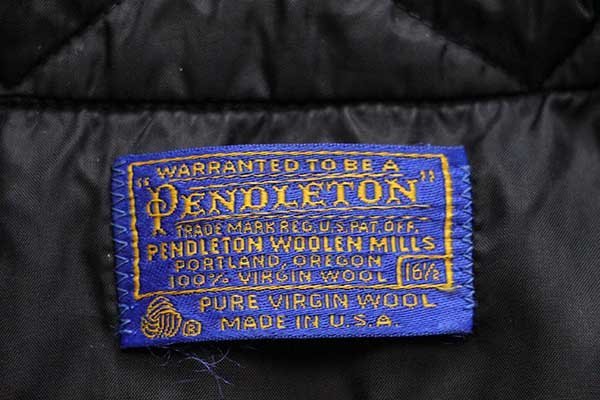 WARRANTED TO BE A
"PENDLETON"
TRADE MARK REG. U.S. PAT. OFF.
PENDLETON WOOLEN MILLS
PORTLAND, OREGON
100% VIRGIN WOOL 16½
PURE VIRGIN WOOL
® MADE IN U.S.A.